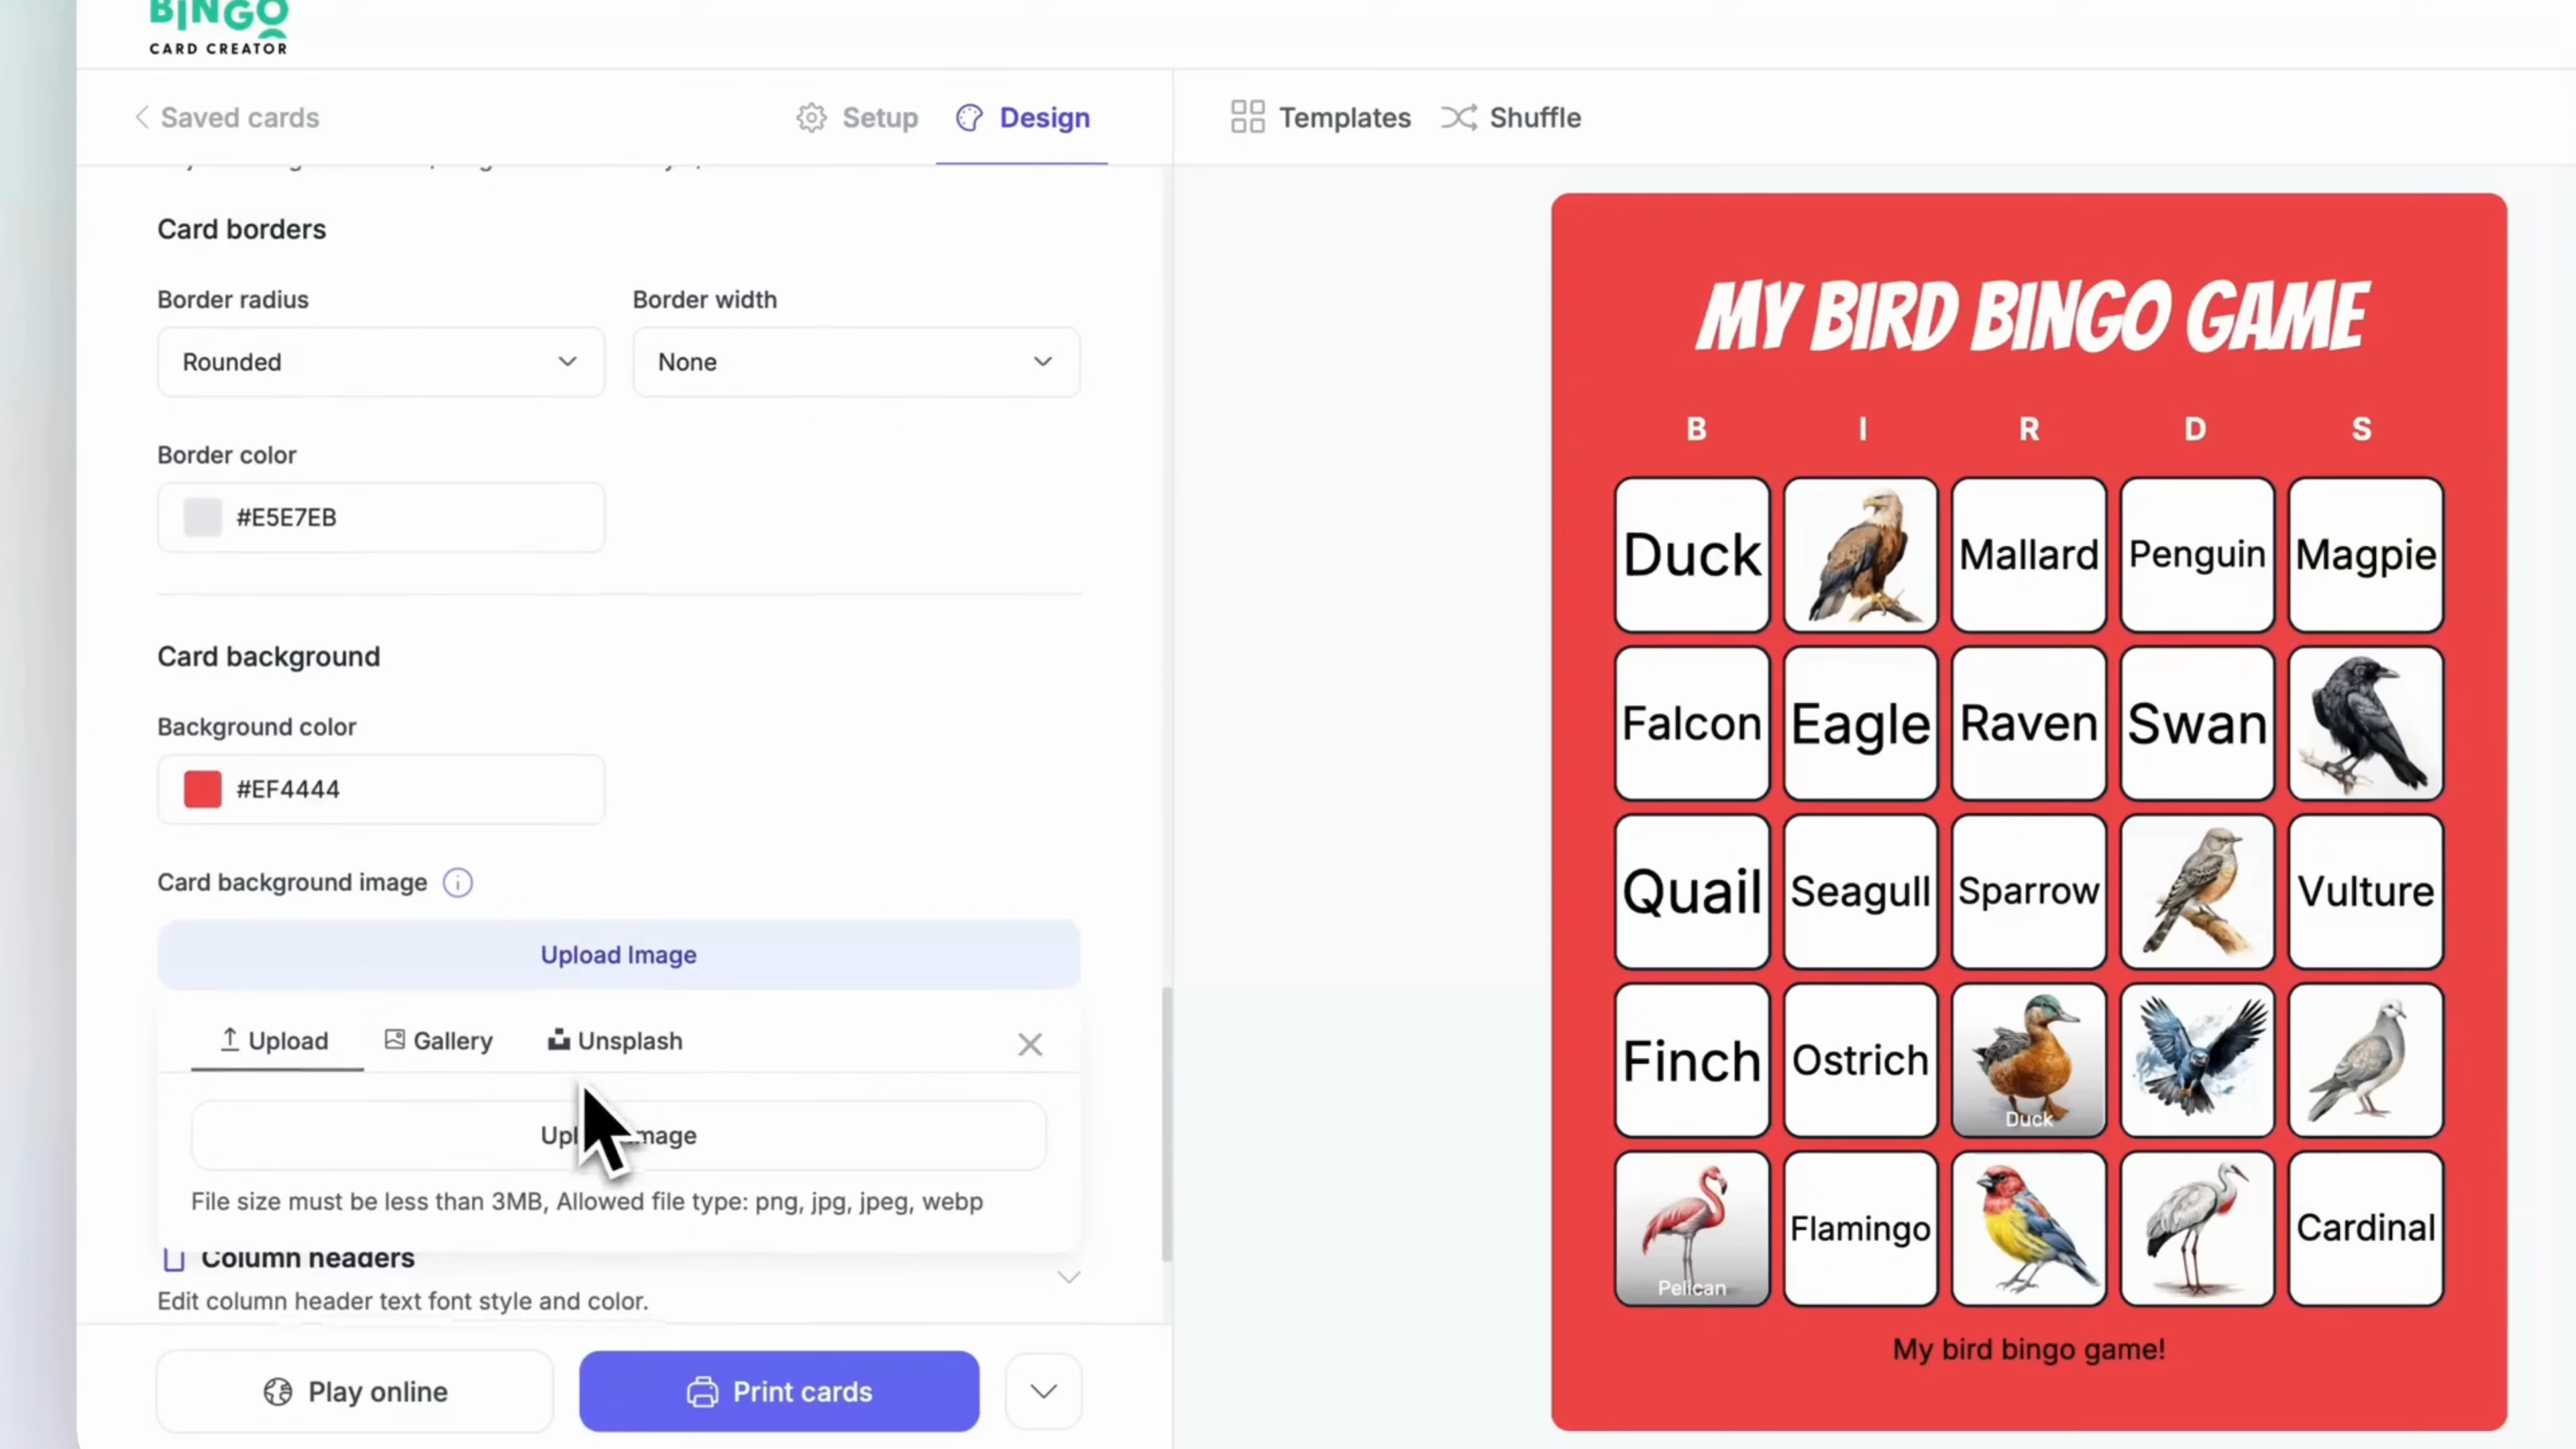 BINGO
CARD CREATOR
Saved cards
Setup
Design
Templates
Shuffle
Card borders
Border radius
Border width
Rounded
None
Border color
#E5E7EB
Card background
Background color
#EF4444
Card background image
Upload Image
Upload
Gallery
Unsplash
File size must be less than 3MB, Allowed file type: png, jpg, jpeg, webp
Column headers
Edit column header text font style and color.
Play online
Print cards
MY BIRD BINGO GAME
B I R D S
Duck Mallard Penguin Magpie
Falcon Eagle Raven Swan
Quail Seagull Sparrow Vulture
Finch Ostrich Duck
Pelican Flamingo Cardinal
My bird bingo game!